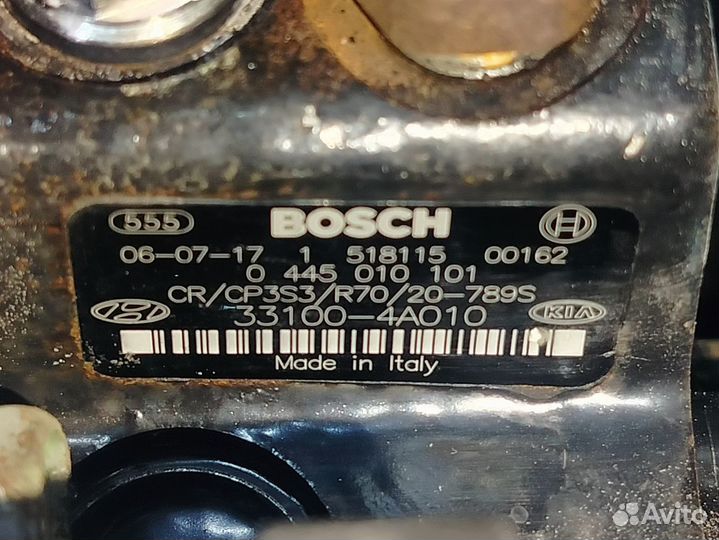 555 BOSCH
06-07-17 1 518115 00162
0 445 010 101
CR/CP3S3/R70/20-789S
33100-4A010 KIA
Made in Italy
Avito